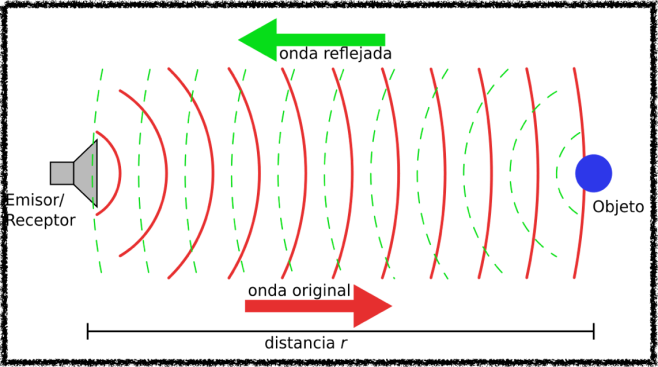 onda reflejada
Emisor/
Receptor
Objeto
onda original
distancia r